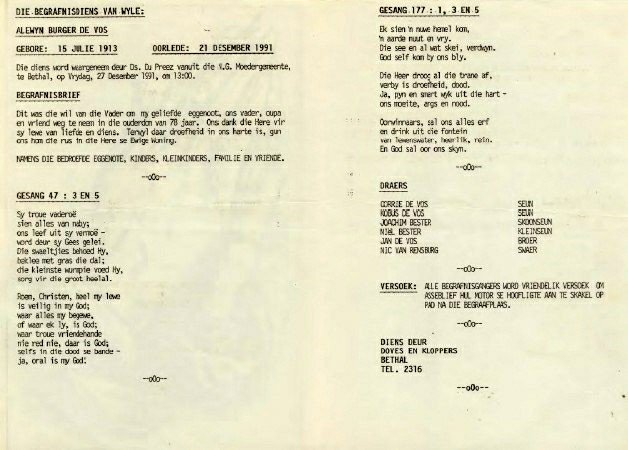 DIE BEGRAFNISDIENS VAN WYLE:
ALEWYN BURGER DE VOS
GEBORE: 15 JULIE 1913 OORLEDE: 21 DESEMBER 1991
Die diens word waargeneem deur Ds. Du Preez vanuit die N.G. Moedergemeente,
te Bethal, op Vrydag, 27 Desember 1991, om 13:00.
BEGRAFNISBRIEF
Dit was die wil van die Vader om my geliefde eggenoot, ons vader, oupa
en vriend weg te neem in die ouderdom van 78 jaar. Ons dank die Here vir
sy lewe van liefde en diens. Terwyl daar droefheid in ons harte is, gun
ons hom die rus in die Here se Ewige Woning.
NAMENS DIE BEDROEFDE EGGENOTE, KINDERS, KLEINKINDERS, FAMILIE EN VRIENDE.
--oOo--
GESANG 47 : 3 EN 5
Sy troue vaderoë
sien alles van naby;
ons leef uit sy vermoë -
word deur sy Gees gelei.
Die swaeltjies behoed Hy,
beklee met gras die dal;
die kleinste wurmpie voed Hy,
sorg vir die groot heelal.
Roem, Christen, heel my lewe
is veilig in my God;
waar alles my begewe,
of waar ek ly, is God;
waar troue vriendehande
nie red nie, daar is God;
selfs in die dood se bande -
ja, oral is my God!
--oOo--
GESANG 177 : 1, 3 EN 5
Ek sien 'n nuwe hemel kom,
'n aarde nuut en vry.
Die see en al wat skei, verdwyn.
God self kom by ons bly.
Die Heer droog al die trane af,
verby is droefheid, dood.
Ja, pyn en smart wyk uit die hart -
ons moeite, angs en nood.
Oorwinnaars, sal ons alles erf
en drink uit die fontein
van lewenswater, heerlik, rein.
En God sal oor ons skyn.
--oOo--
DRAERS
CORRIE DE VOS SEUN
KOBUS DE VOS SEUN
JOACHIM BESTER SKOONSEUN
NIEL BESTER KLEINSEUN
JAN DE VOS BROER
NIC VAN RENSBURG SWAER
--oOo--
VERSOEK: ALLE BEGRAFNISGANGERS WORD VRIENDELIK VERSOEK OM
ASSEBLIEF HUL MOTOR SE HOOFLIGTE AAN TE SKAKEL OP
PAD NA DIE BEGRAAFPLAAS.
--oOo--
DIENS DEUR
DOVES EN KLOPPERS
BETHAL
TEL. 2316
--oOo--